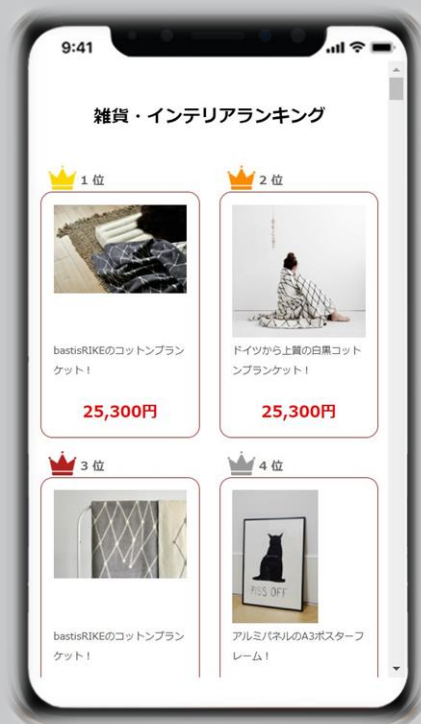 9:41
雑貨・インテリアランキング
1 位
2 位
bastisRIKEのコットンブラン
ケット！
ドイツから上質の白黒コット
ンブランケット！
25,300円
25,300円
3 位
4 位
PISS OFF
bastisRIKEのコットンブラン
ケット！
アルミパネルのA3ポスターフ
レーム！